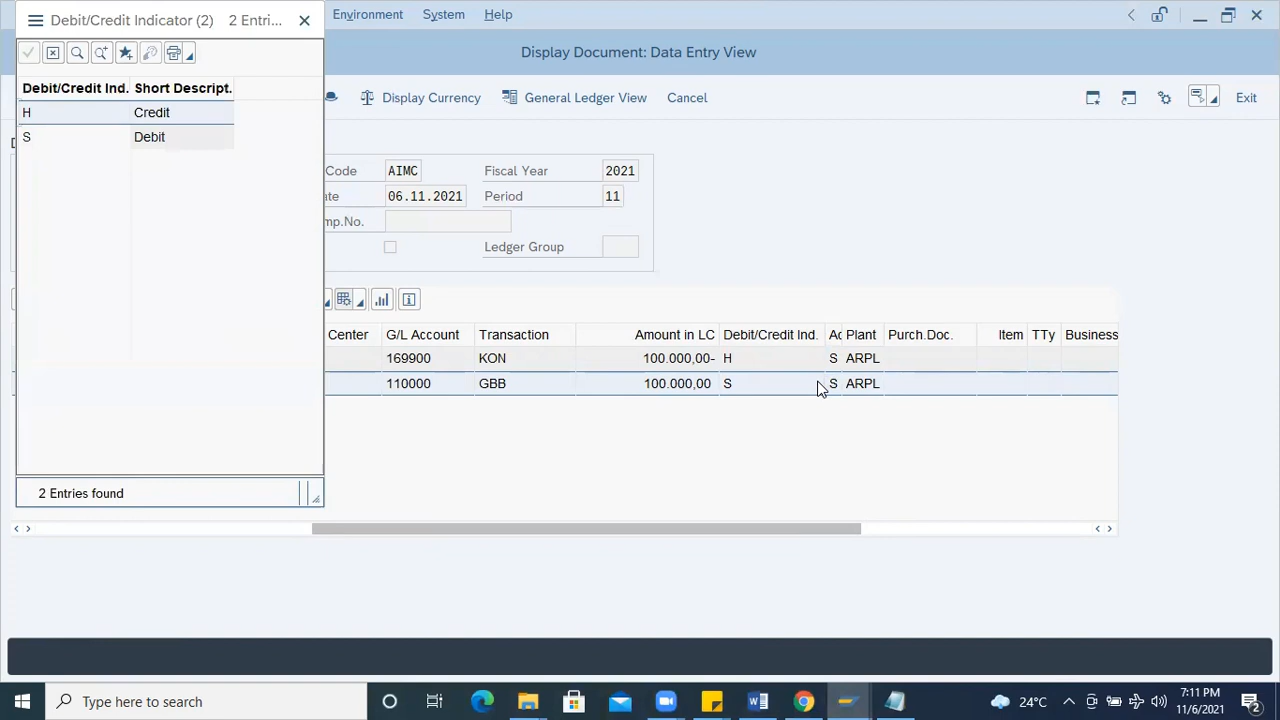 Debit/Credit Indicator (2) 2 Entri...
Environment System Help
Display Document: Data Entry View
Display Currency General Ledger View Cancel Exit
Debit/Credit Ind. Short Descript.
H Credit
S Debit
2 Entries found
Code AIMC Fiscal Year 2021
ate 06.11.2021 Period 11
mp.No.
Ledger Group
Center G/L Account Transaction Amount in LC Debit/Credit Ind. Ac Plant Purch.Doc. Item TTy Business
169900 KON 100.000,00- H S ARPL
110000 GBB 100.000,00 S S ARPL
Type here to search
24°C
7:11 PM
11/6/2021
2